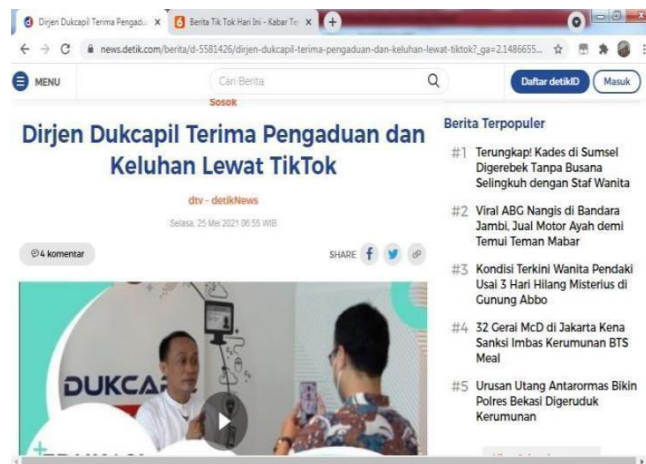 Dirjen Dukcapil Terima Pengadu
Berita Tik Tok Hari Ini - Kabar Ter
news.detik.com/berita/d-5581426/dirjen-dukcapil-terima-pengaduan-dan-keluhan-lewat-tiktok?_ga=2.1486655...
MENU
Cari Berita
Daftar detikID
Masuk
Sosok
Dirjen Dukcapil Terima Pengaduan dan
Keluhan Lewat TikTok
dtv - detikNews
Selasa, 25 Mei 2021 06:55 WIB
4 komentar
SHARE
DUKCA
Berita Terpopuler
#1 Terungkap! Kades di Sumsel
Digerebek Tanpa Busana
Selingkuh dengan Staf Wanita
#2 Viral ABG Nangis di Bandara
Jambi, Jual Motor Ayah demi
Temui Teman Mabar
#3 Kondisi Terkini Wanita Pendaki
Usai 3 Hari Hilang Misterius di
Gunung Abbo
#4 32 Gerai McD di Jakarta Kena
Sanksi Imbas Kerumunan BTS
Meal
#5 Urusan Utang Antarormas Bikin
Polres Bekasi Digeruduk
Kerumunan